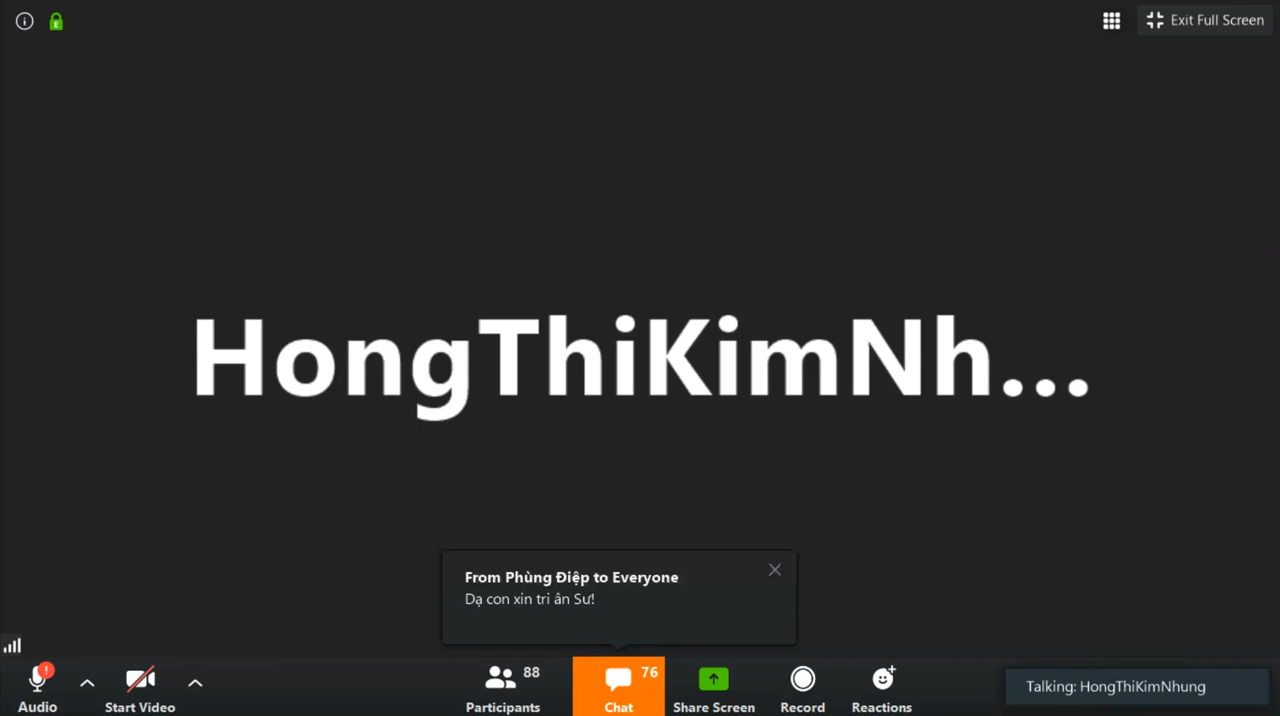 E
Exit Full Screen
HongThiKimNh...
From Phùng Điệp to Everyone
Dạ con xin tri ân Sư!
!
88
76
Audio
Start Video
Participants
Chat
Share Screen
Record
Reactions
Talking: HongThiKimNhung